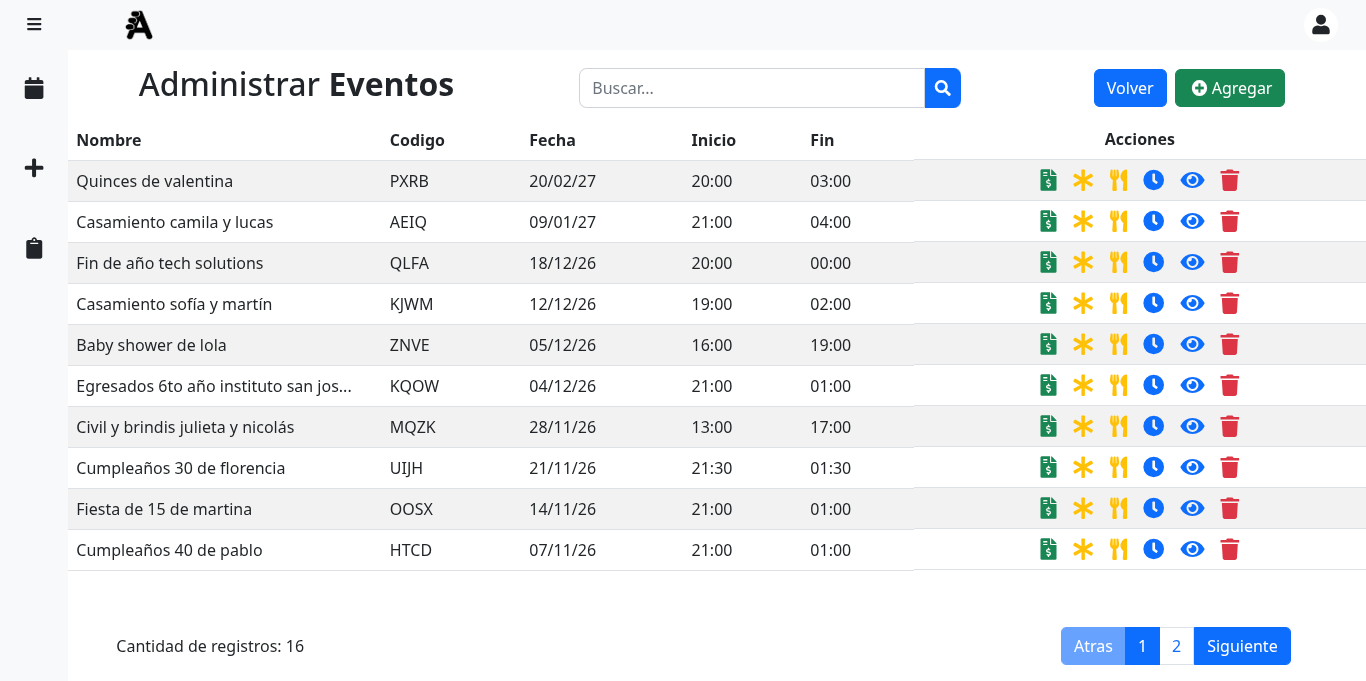 Administrar Eventos
Buscar...
Volver
Agregar
Nombre Codigo Fecha Inicio Fin Acciones
Quinces de valentina PXRB 20/02/27 20:00 03:00
Casamiento camila y lucas AEIQ 09/01/27 21:00 04:00
Fin de año tech solutions QLFA 18/12/26 20:00 00:00
Casamiento sofía y martín KJWM 12/12/26 19:00 02:00
Baby shower de lola ZNVE 05/12/26 16:00 19:00
Egresados 6to año instituto san jos... KQOW 04/12/26 21:00 01:00
Civil y brindis julieta y nicolás MQZK 28/11/26 13:00 17:00
Cumpleaños 30 de florencia UIJH 21/11/26 21:30 01:30
Fiesta de 15 de martina OOSX 14/11/26 21:00 01:00
Cumpleaños 40 de pablo HTCD 07/11/26 21:00 01:00
Cantidad de registros: 16
Atras 1 2 Siguiente